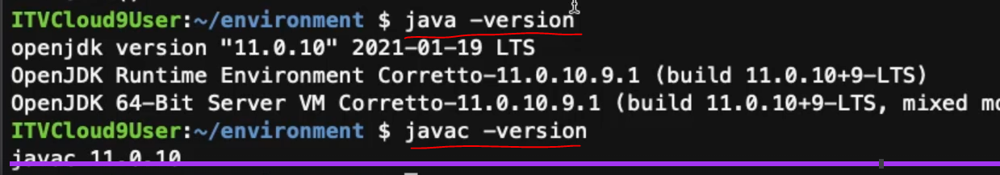 ITVCloud9User:~/environment $ java -version
openjdk version "11.0.10" 2021-01-19 LTS
OpenJDK Runtime Environment Corretto-11.0.10.9.1 (build 11.0.10+9-LTS)
OpenJDK 64-Bit Server VM Corretto-11.0.10.9.1 (build 11.0.10+9-LTS, mixed mo
ITVCloud9User:~/environment $ javac -version
javac 11.0.10